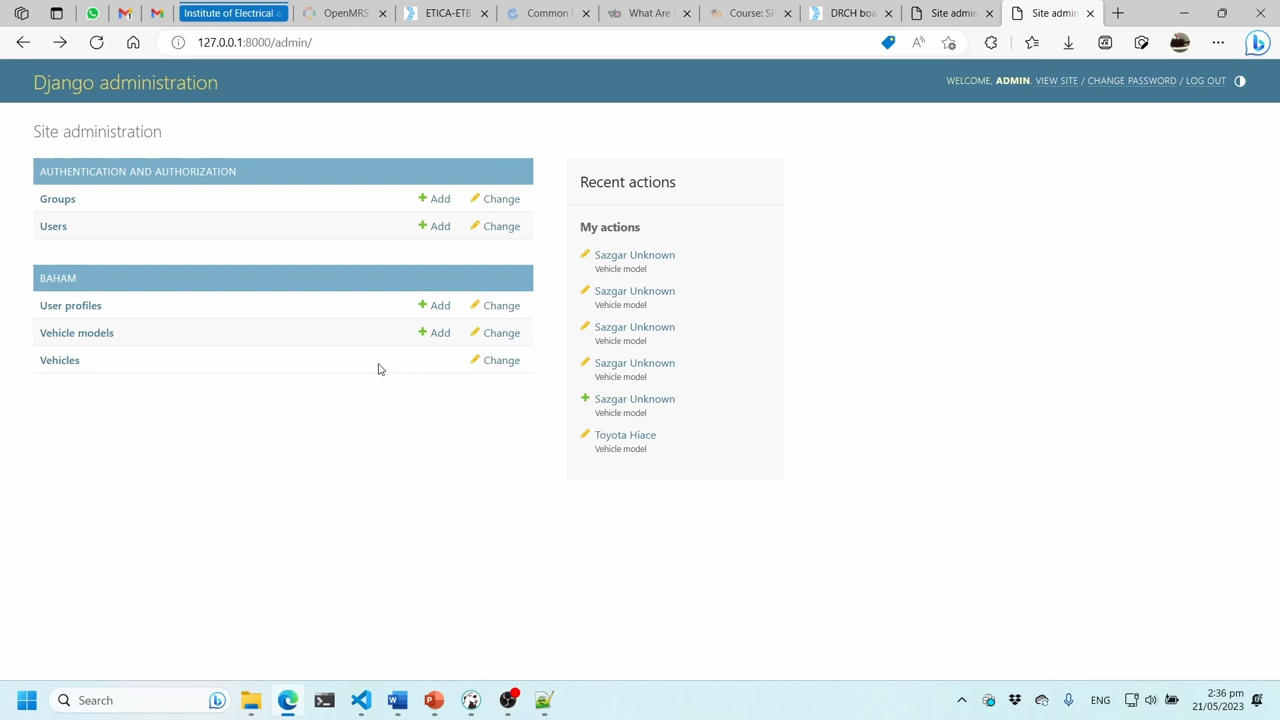 Institute of Electrical a
OpenMRS
ETICA-ETB
Common
What Are
Course: SP
DRCH boa
Site admin
Site admin
127.0.0.1:8000/admin/
Django administration
WELCOME, ADMIN. VIEW SITE / CHANGE PASSWORD / LOG OUT
Site administration
AUTHENTICATION AND AUTHORIZATION
Groups Add Change
Users Add Change
BAHAM
User profiles Add Change
Vehicle models Add Change
Vehicles Change
Recent actions
My actions
Sazgar Unknown
Vehicle model
Sazgar Unknown
Vehicle model
Sazgar Unknown
Vehicle model
Sazgar Unknown
Vehicle model
Sazgar Unknown
Vehicle model
Toyota Hiace
Vehicle model
Search
ENG
2:36 pm
21/05/2023